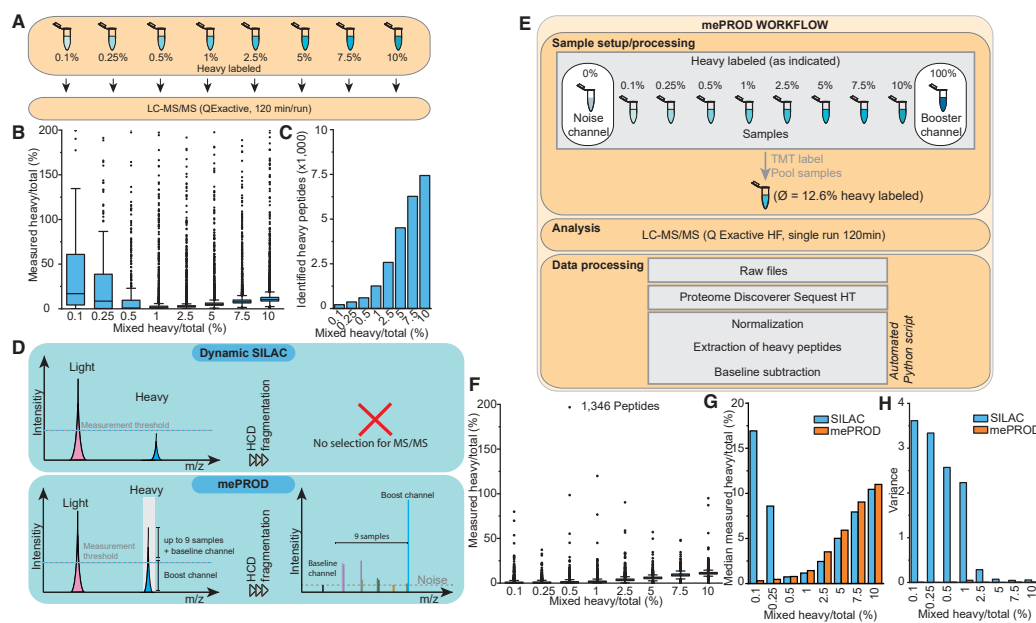 A
0.1% 0.25% 0.5% 1% 2.5% 5% 7.5% 10%
Heavy labeled
LC-MS/MS (QExactive, 120 min/run)
B
Measured heavy/total (%)
200
150
100
50
0
0.1 0.25 0.5 1 2.5 5 7.5 10
Mixed heavy/total (%)
C
Identified heavy peptides (x1,000)
10
7.5
5.0
2.5
0
0.1 0.25 0.5 1 2.5 5 7.5 10
Mixed heavy/total (%)
D
Dynamic SILAC
Intensitiy
Light
Heavy
Measurement threshold
m/z
HCD
fragmentation
No selection for MS/MS
mePROD
Intensitiy
Light
Heavy
Measurement
threshold
up to 9 samples
+ baseline channel
Boost channel
m/z
HCD
fragmentation
Intensitiy
Boost channel
9 samples
Baseline
channel
Noise
m/z
E
mePROD WORKFLOW
Sample setup/processing
Heavy labeled (as indicated)
0%
Noise
channel
0.1% 0.25% 0.5% 1% 2.5% 5% 7.5% 10%
Samples
100%
Booster
channel
TMT label
Pool samples
(Ø = 12.6% heavy labeled)
Analysis
LC-MS/MS (Q Exactive HF, single run 120min)
Data processing
Raw files
Proteome Discoverer Sequest HT
Normalization
Extraction of heavy peptides
Baseline subtraction
Automated
Python script
F
Measured heavy/total (%)
200
150
100
50
0
1,346 Peptides
0.1 0.25 0.5 1 2.5 5 7.5 10
Mixed heavy/total (%)
G
Median measured heavy/total (%)
20
15
10
5
0
SILAC
mePROD
0.1 0.25 0.5 1 2.5 5 7.5 10
Mixed heavy/total (%)
H
Variance
4
3
2
1
0
SILAC
mePROD
0.1 0.25 0.5 1 2.5 5 7.5 10
Mixed heavy/total (%)